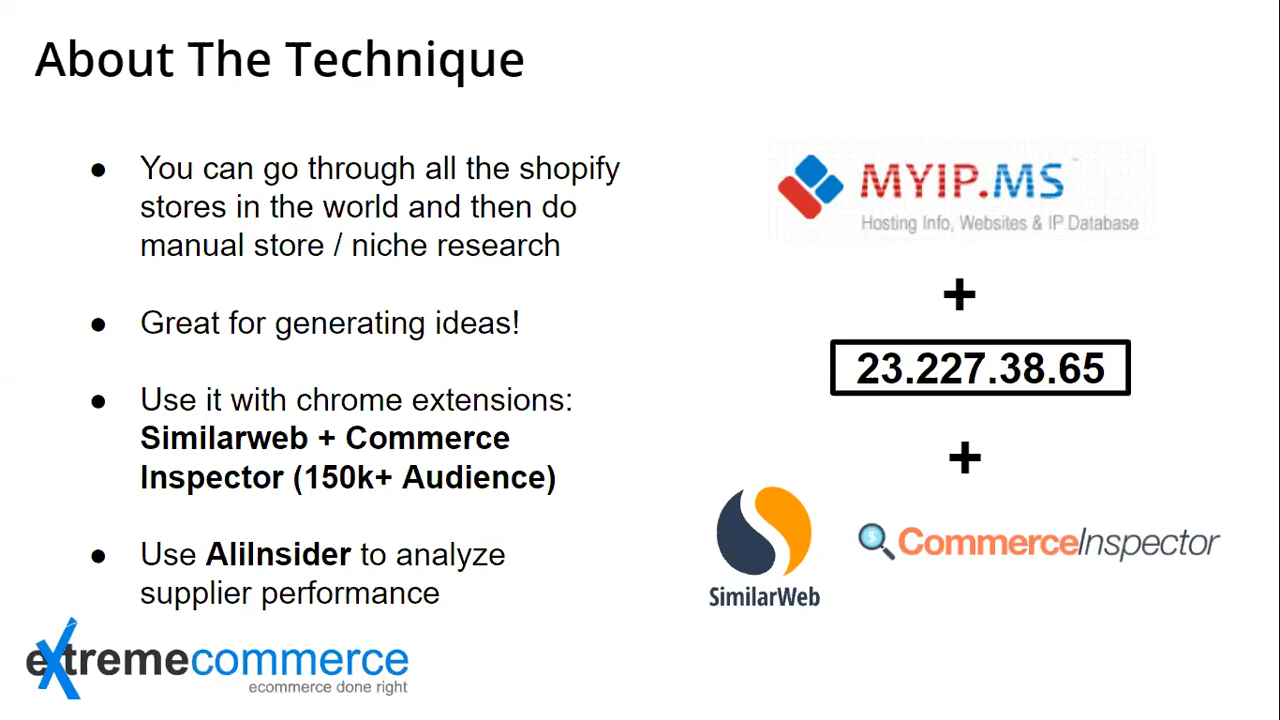 About The Technique
● You can go through all the shopify
stores in the world and then do
manual store / niche research
● Great for generating ideas!
● Use it with chrome extensions:
Similarweb + Commerce
Inspector (150k+ Audience)
● Use AliInsider to analyze
supplier performance
MYIP.MS
Hosting Info, Websites & IP Database
+
23.227.38.65
+
SimilarWeb
CommerceInspector
extremecommerce
ecommerce done right